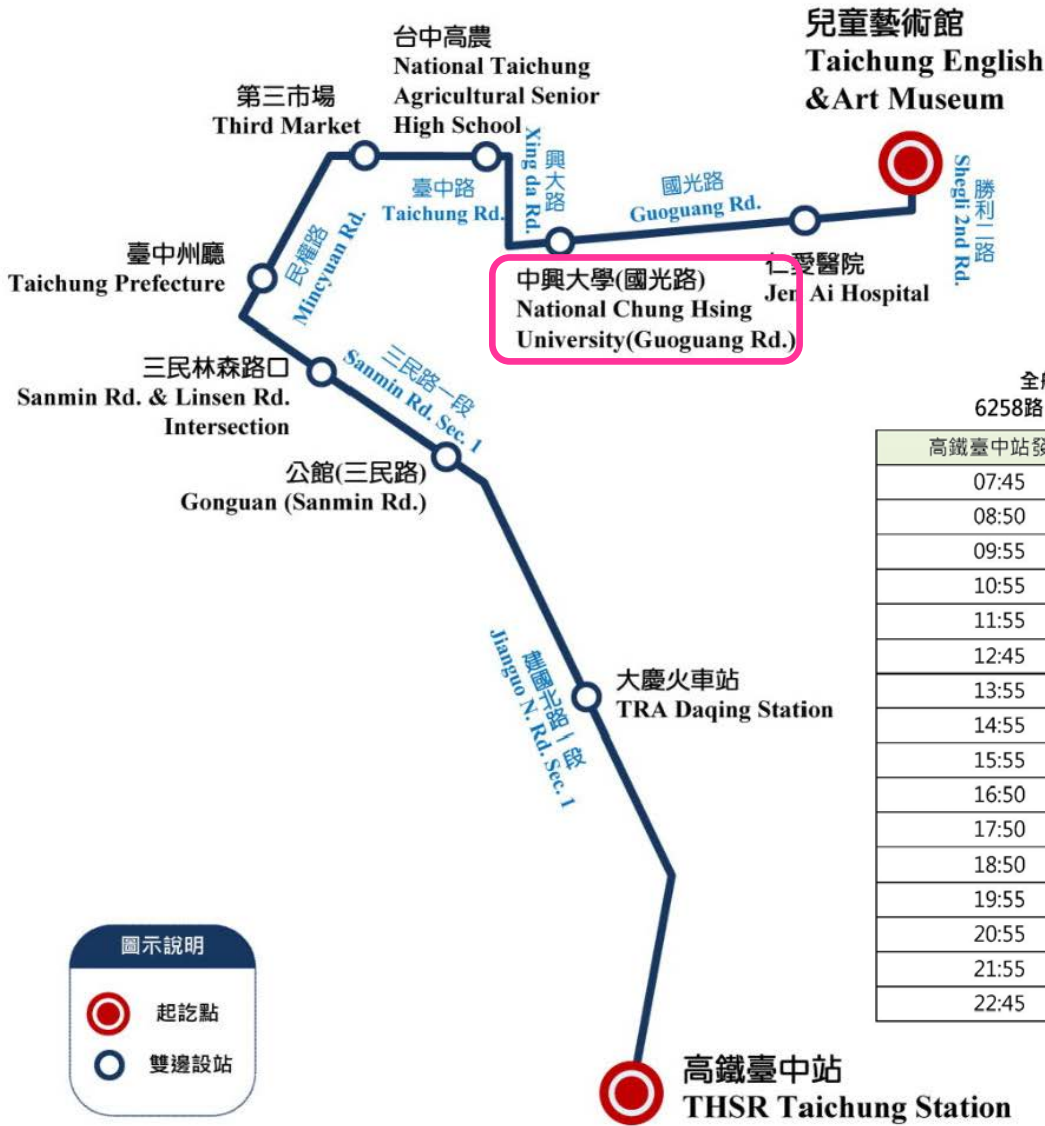 兒童藝術館
Taichung English
&Art Museum
台中高農
National Taichung
Agricultural Senior
High School
第三市場
Third Market
興大路
Xing da Rd.
國光路
Guoguang Rd.
勝利二路
Shegli 2nd Rd.
臺中路
Taichung Rd.
民權路
Mincyuan Rd.
臺中州廳
Taichung Prefecture
中興大學(國光路)
National Chung Hsing
University(Guoguang Rd.)
仁愛醫院
Jen Ai Hospital
三民林森路口
Sanmin Rd. & Linsen Rd.
Intersection
三民路一段
Sanmin Rd. Sec. 1
公館(三民路)
Gonguan (Sanmin Rd.)
6258路
高鐵臺中站發
07:45
08:50
09:55
10:55
11:55
12:45
13:55
14:55
15:55
16:50
17:50
18:50
19:55
20:55
21:55
22:45
建國北路一段
Jianguo N. Rd. Sec. 1
大慶火車站
TRA Daqing Station
圖示說明
起訖點
雙邊設站
高鐵臺中站
THSR Taichung Station